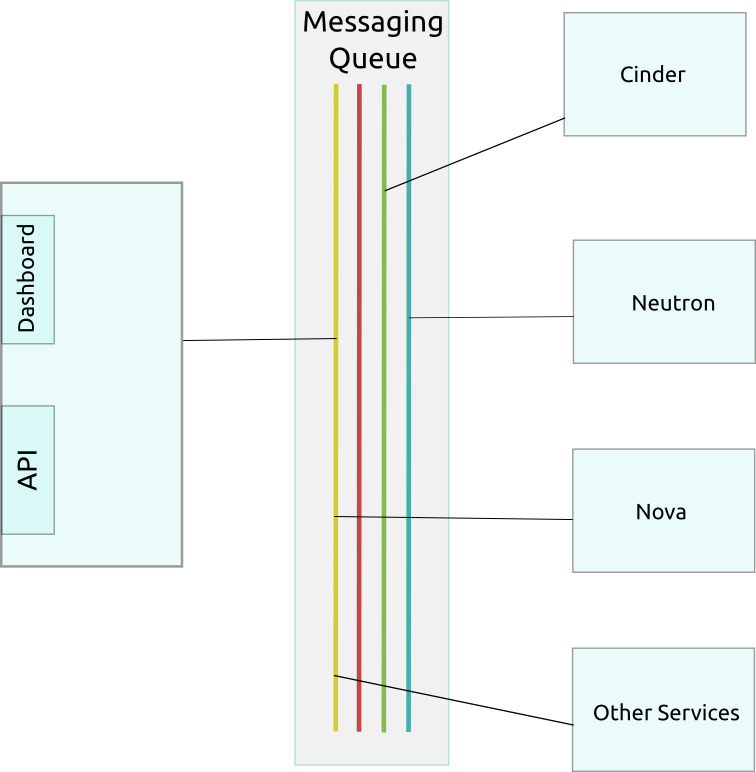 Messaging
Queue
Cinder
Dashboard
Neutron
API
Nova
Other Services